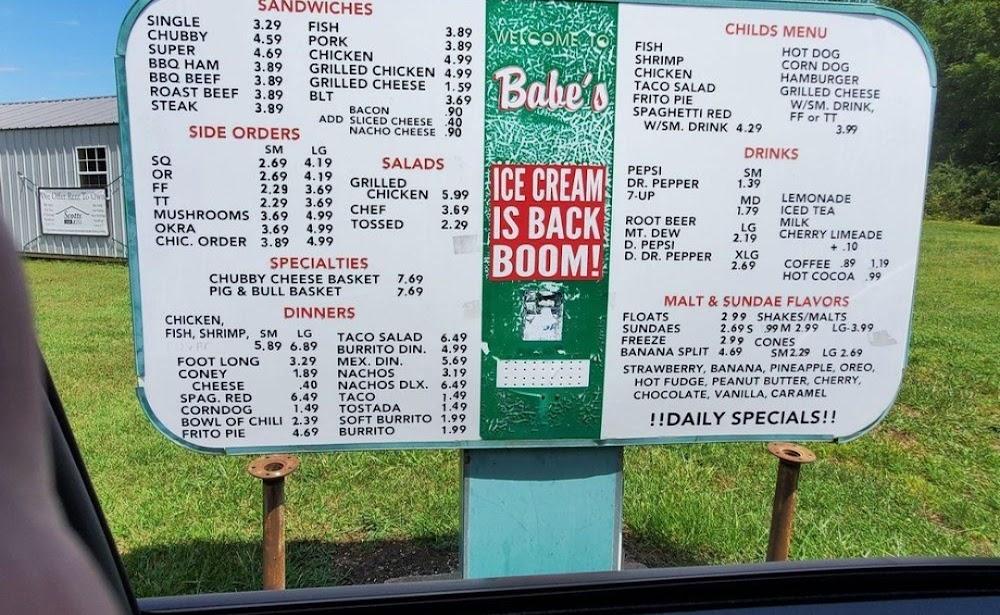 SANDWICHES
SINGLE 3.29
CHUBBY 4.59
SUPER 4.69
BBQ HAM 3.89
BBQ BEEF 3.89
ROAST BEEF 3.89
STEAK 3.89
FISH 3.89
PORK 3.89
CHICKEN 4.99
GRILLED CHICKEN 4.99
GRILLED CHEESE 1.59
BLT 3.69
BACON .90
ADD SLICED CHEESE .40
NACHO CHEESE .90
SIDE ORDERS
SM LG
SQ 2.69 4.19
OR 2.69 4.19
FF 2.29 3.69
TT 2.29 3.69
MUSHROOMS 3.69 4.99
OKRA 3.69 4.99
CHIC. ORDER 3.89 4.99
SALADS
GRILLED
CHICKEN 5.99
CHEF 3.69
TOSSED 2.29
SPECIALTIES
CHUBBY CHEESE BASKET 7.69
PIG & BULL BASKET 7.69
DINNERS
CHICKEN,
FISH, SHRIMP, SM LG
5.89 6.89
FOOT LONG 3.29
CONEY 1.89
CHEESE .40
SPAG. RED 6.49
CORNDOG 1.49
BOWL OF CHILI 2.39
FRITO PIE 4.69
TACO SALAD 6.49
BURRITO DIN. 4.99
MEX. DIN. 5.69
NACHOS 3.19
NACHOS DLX. 6.49
TACO 1.49
TOSTADA 1.49
SOFT BURRITO 1.99
BURRITO 1.99
WELCOME TO
Babe's
ICE CREAM
IS BACK
BOOM!
CHILDS MENU
FISH
SHRIMP
CHICKEN
TACO SALAD
FRITO PIE
SPAGHETTI RED
W/SM. DRINK 4.29
HOT DOG
CORN DOG
HAMBURGER
GRILLED CHEESE
W/SM. DRINK,
FF or TT
3.99
DRINKS
PEPSI
DR. PEPPER
7-UP
ROOT BEER
MT. DEW
D. PEPSI
D. DR. PEPPER
SM
1.39
MD
1.79
LG
2.19
XLG
2.69
LEMONADE
ICED TEA
MILK
CHERRY LIMEADE
+ .10
COFFEE .89 1.19
HOT COCOA .99
MALT & SUNDAE FLAVORS
FLOATS 2 99 SHAKES/MALTS
SUNDAES 2.69 S .99 M 2.99 LG-3.99
FREEZE 2.99 CONES
BANANA SPLIT 4.69 SM 2.29 LG 2.69
STRAWBERRY, BANANA, PINEAPPLE, OREO,
HOT FUDGE, PEANUT BUTTER, CHERRY,
CHOCOLATE, VANILLA, CARAMEL
!!DAILY SPECIALS!!
We Offer Rent To Own
Scotts